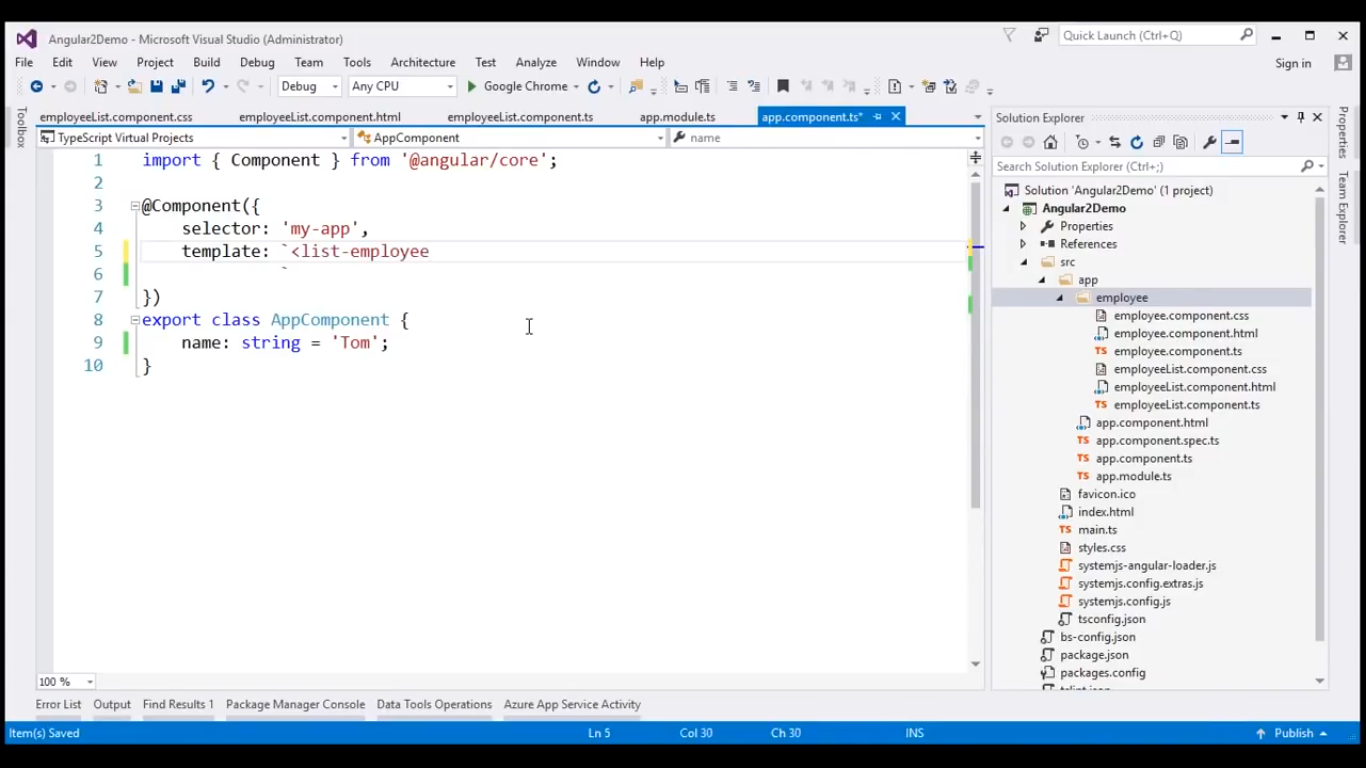 Angular2Demo - Microsoft Visual Studio (Administrator)
Quick Launch (Ctrl+Q)
File Edit View Project Build Debug Team Tools Architecture Test Analyze Window Help
Sign in
Debug Any CPU Google Chrome
Toolbox
employeeList.component.css employeeList.component.html employeeList.component.ts app.module.ts app.component.ts*
TypeScript Virtual Projects AppComponent name
1 import { Component } from '@angular/core';
2
3 @Component({
4 selector: 'my-app',
5 template: `<list-employee
6 `
7 })
8 export class AppComponent {
9 name: string = 'Tom';
10 }
100 %
Solution Explorer
Search Solution Explorer (Ctrl+;)
Solution 'Angular2Demo' (1 project)
Angular2Demo
Properties
References
src
app
employee
employee.component.css
employee.component.html
TS employee.component.ts
employeeList.component.css
employeeList.component.html
TS employeeList.component.ts
app.component.html
TS app.component.spec.ts
TS app.component.ts
TS app.module.ts
favicon.ico
index.html
TS main.ts
styles.css
systemjs-angular-loader.js
systemjs.config.extras.js
systemjs.config.js
tsconfig.json
bs-config.json
package.json
packages.config
tslint.json
Properties
Team Explorer
Error List Output Find Results 1 Package Manager Console Data Tools Operations Azure App Service Activity
Item(s) Saved Ln 5 Col 30 Ch 30 INS Publish